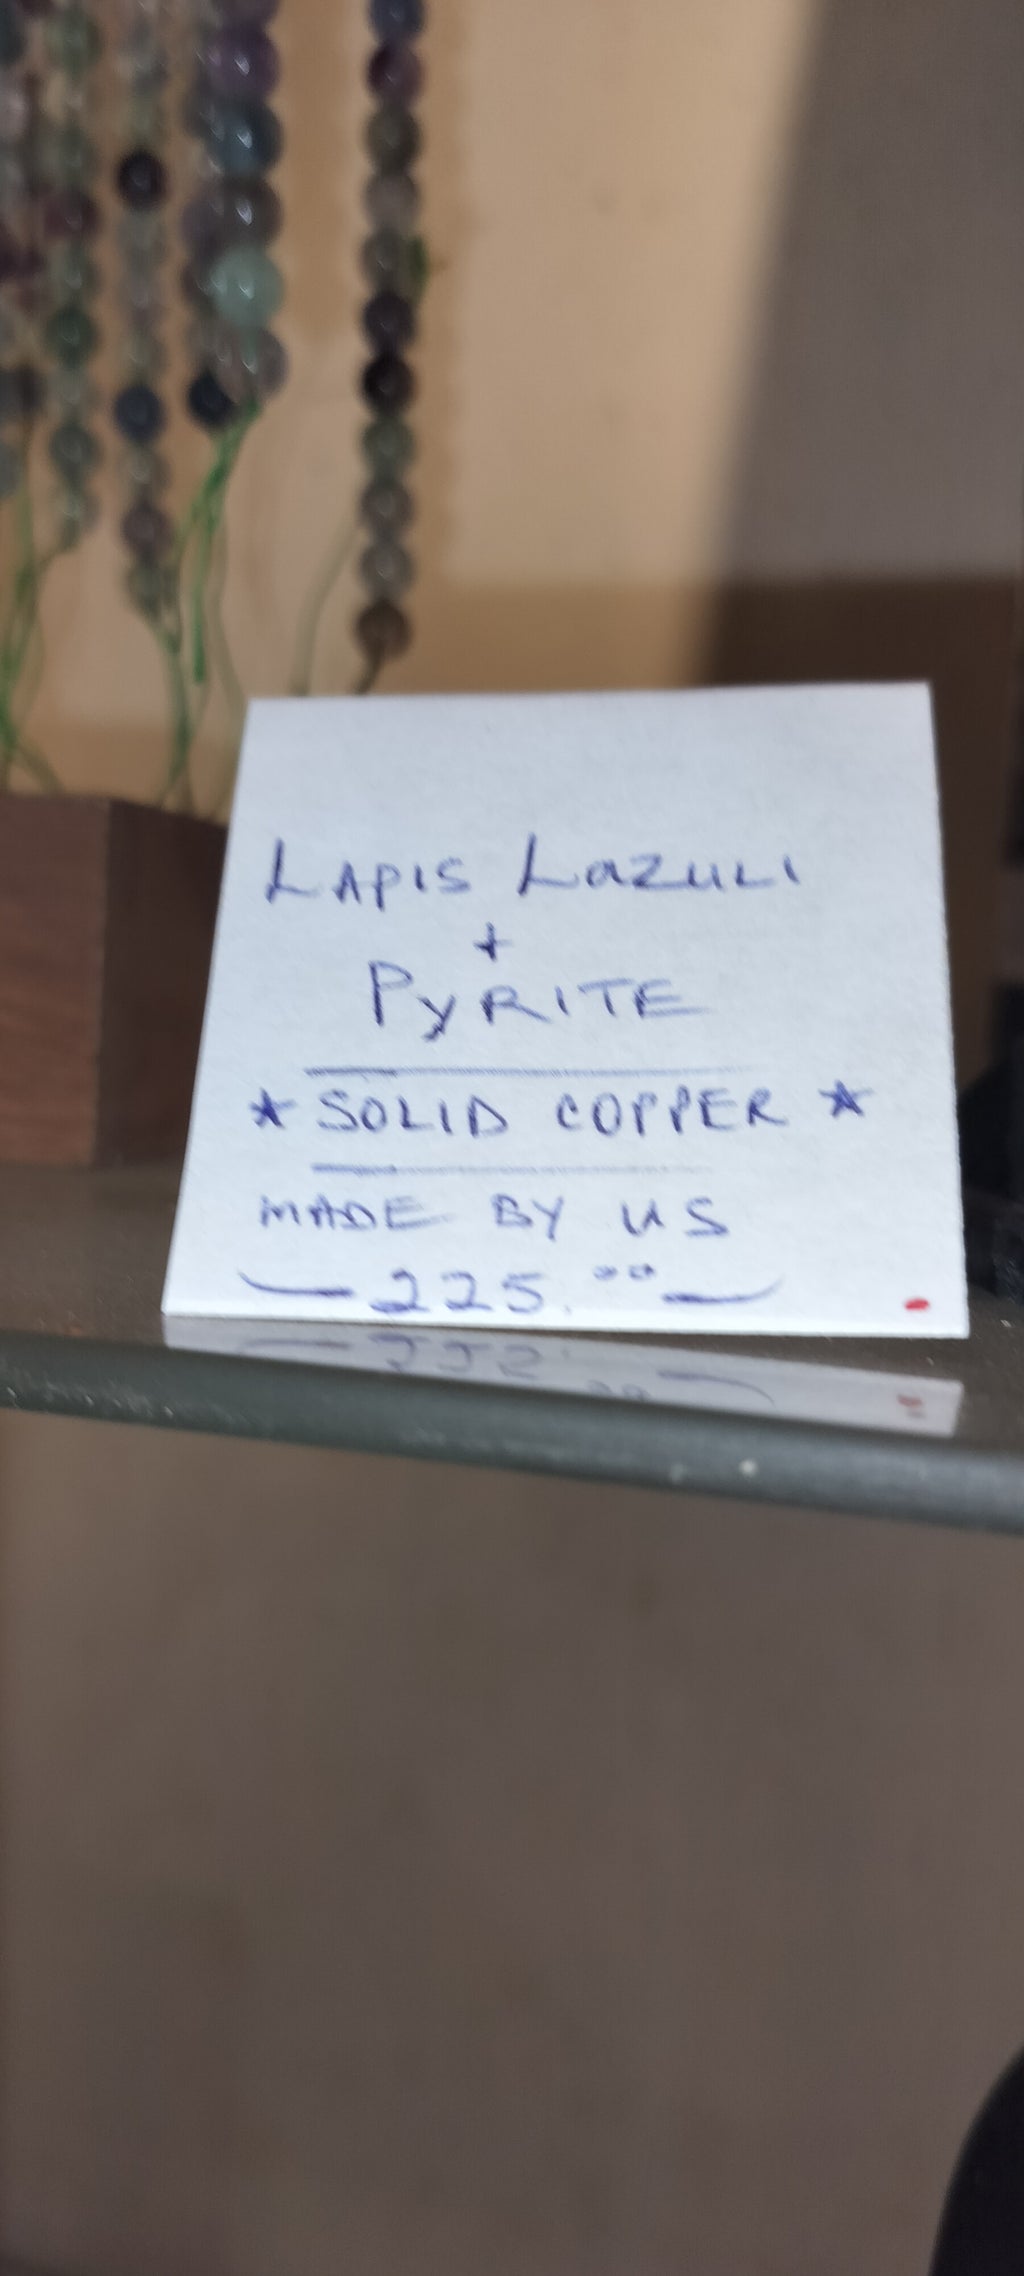 LAPIS LaZULI
+
PyRITE
★ SOLID COPPER ★
MADE BY US
225.00